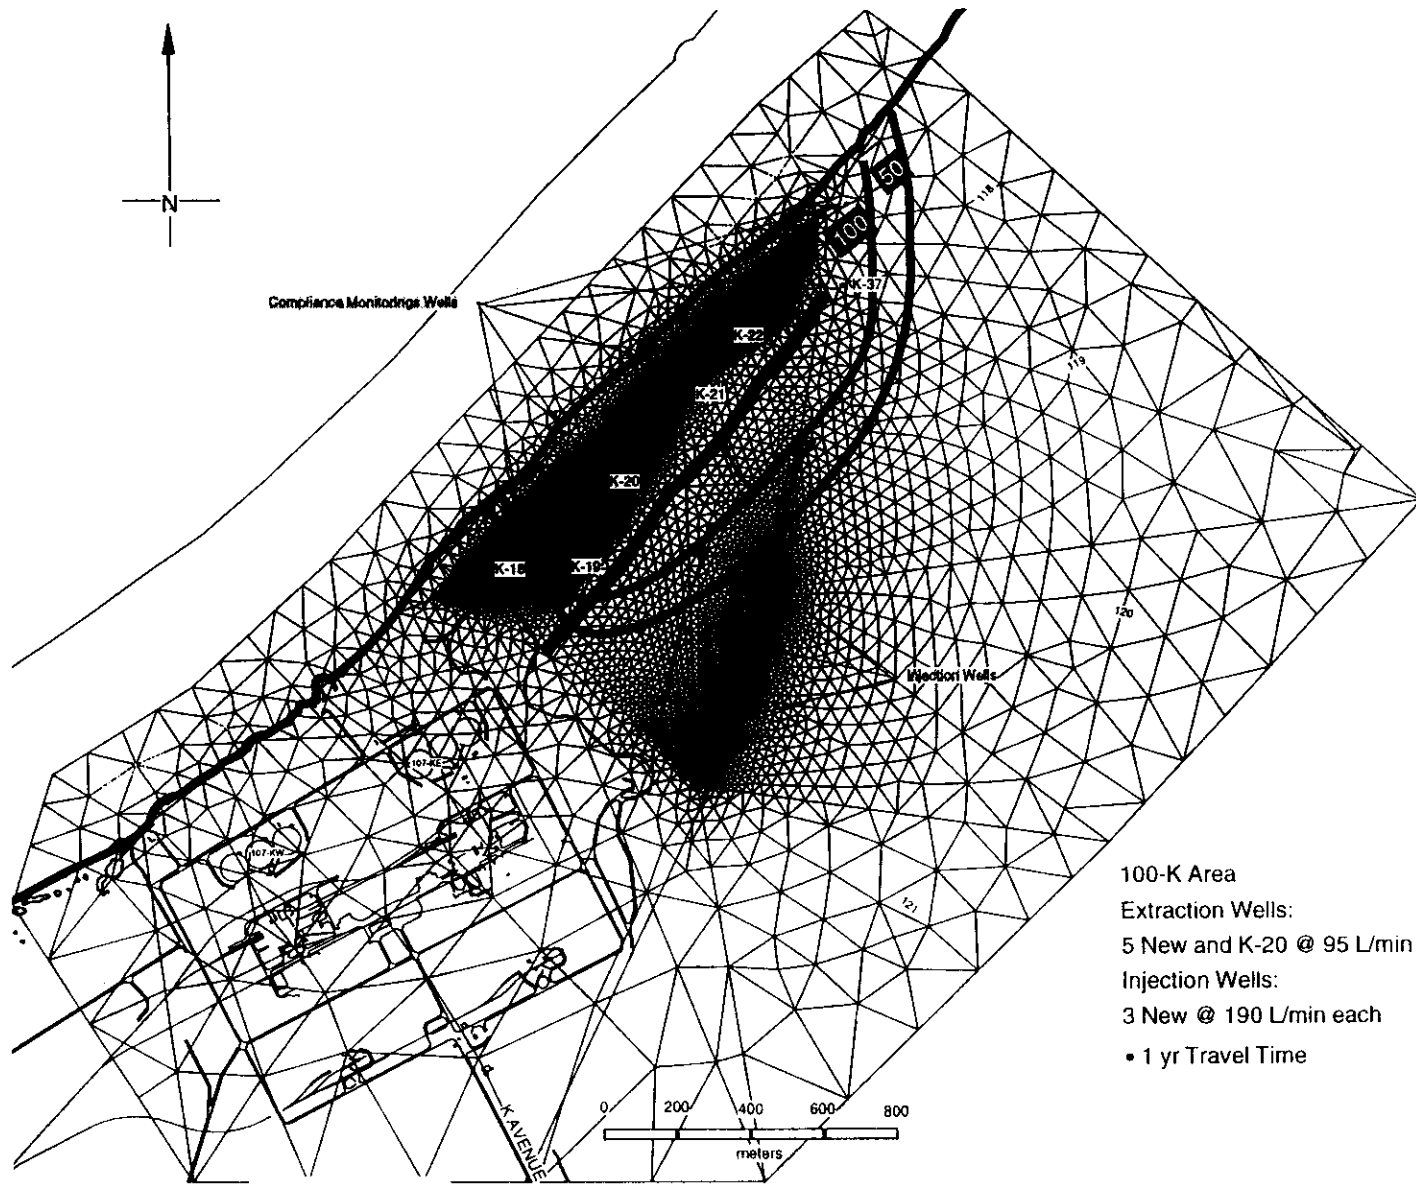 N
50
118
100
K-37
Compliance Monitorings Wells
K-22
119
K-21
K-20
K-18
K-19
120
Injection Wells
107-KE
107-KW
121
100-K Area
Extraction Wells:
5 New and K-20 @ 95 L/min
Injection Wells:
3 New @ 190 L/min each
• 1 yr Travel Time
0 200 400 600 800
meters
K AVENUE